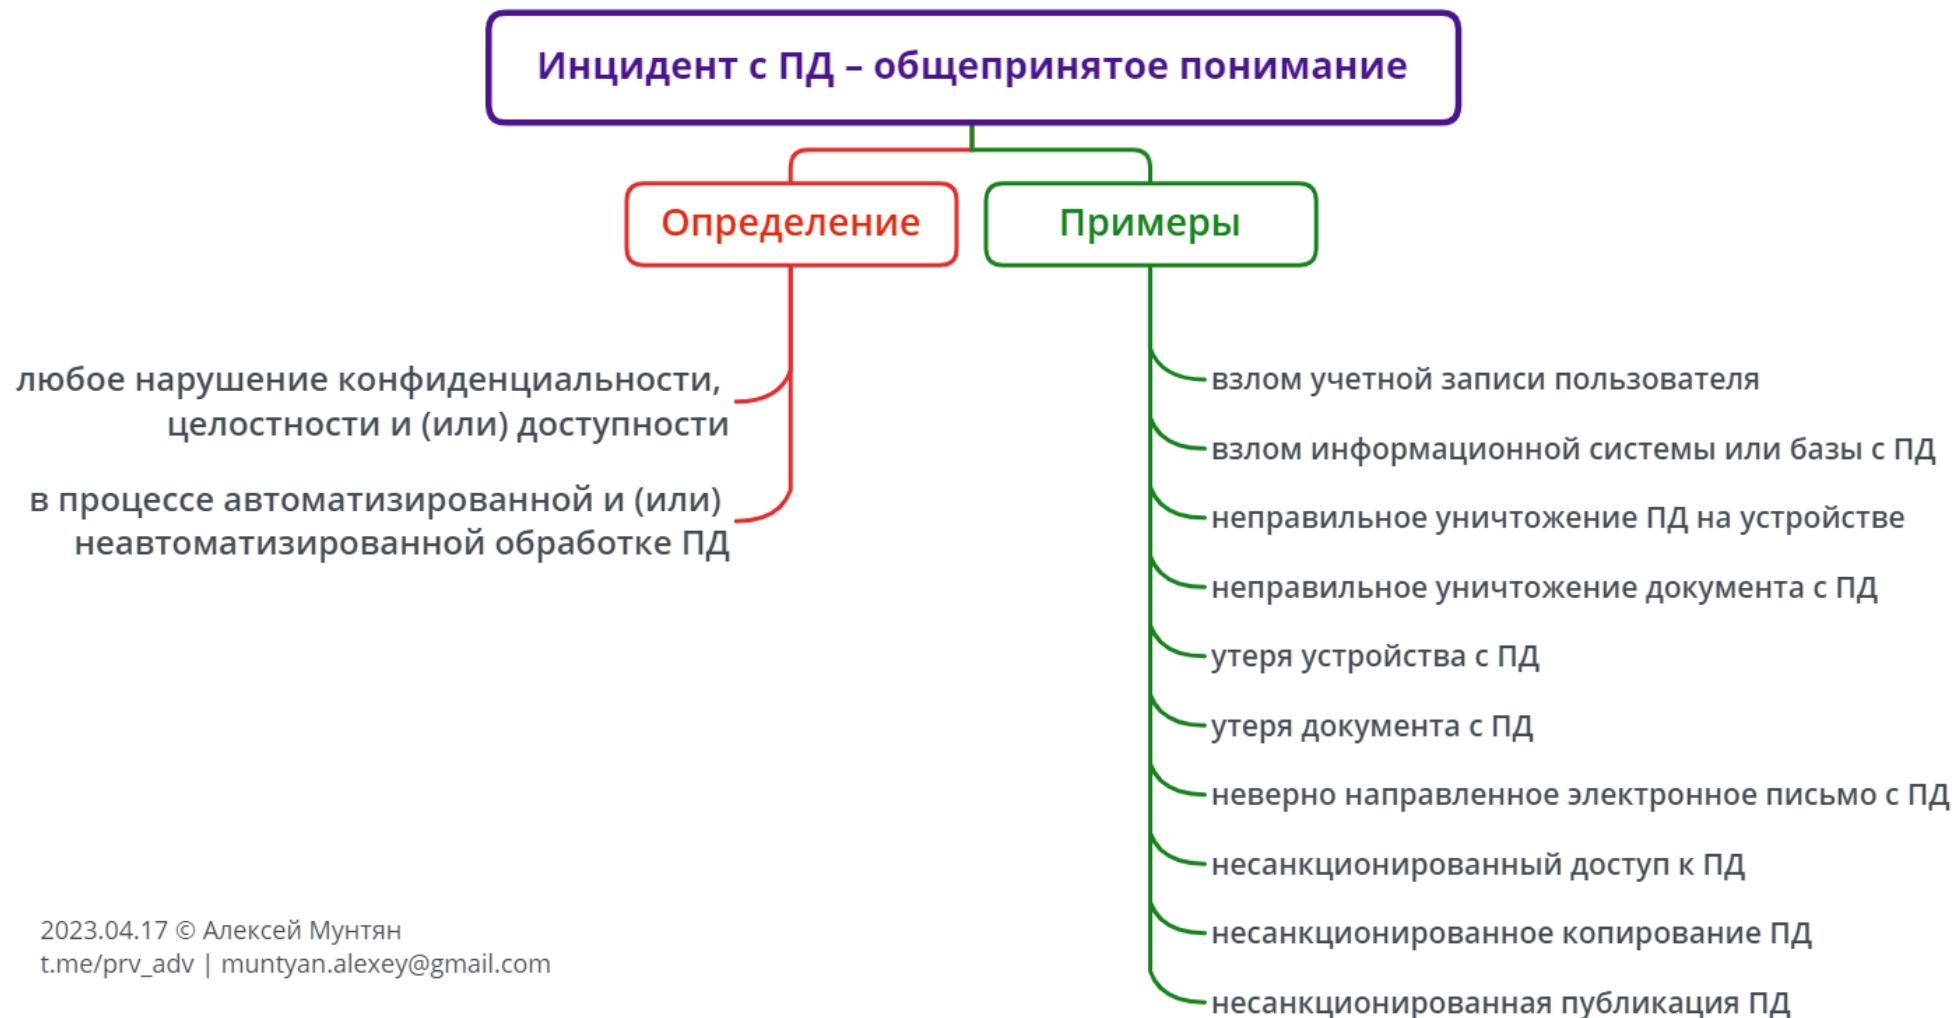 Инцидент с ПД – общепринятое понимание
Определение
Примеры
любое нарушение конфиденциальности,
целостности и (или) доступности
в процессе автоматизированной и (или)
неавтоматизированной обработке ПД
взлом учетной записи пользователя
взлом информационной системы или базы с ПД
неправильное уничтожение ПД на устройстве
неправильное уничтожение документа с ПД
утеря устройства с ПД
утеря документа с ПД
неверно направленное электронное письмо с ПД
несанкционированный доступ к ПД
несанкционированное копирование ПД
несанкционированная публикация ПД
2023.04.17 © Алексей Мунтян
t.me/prv_adv | muntyan.alexey@gmail.com